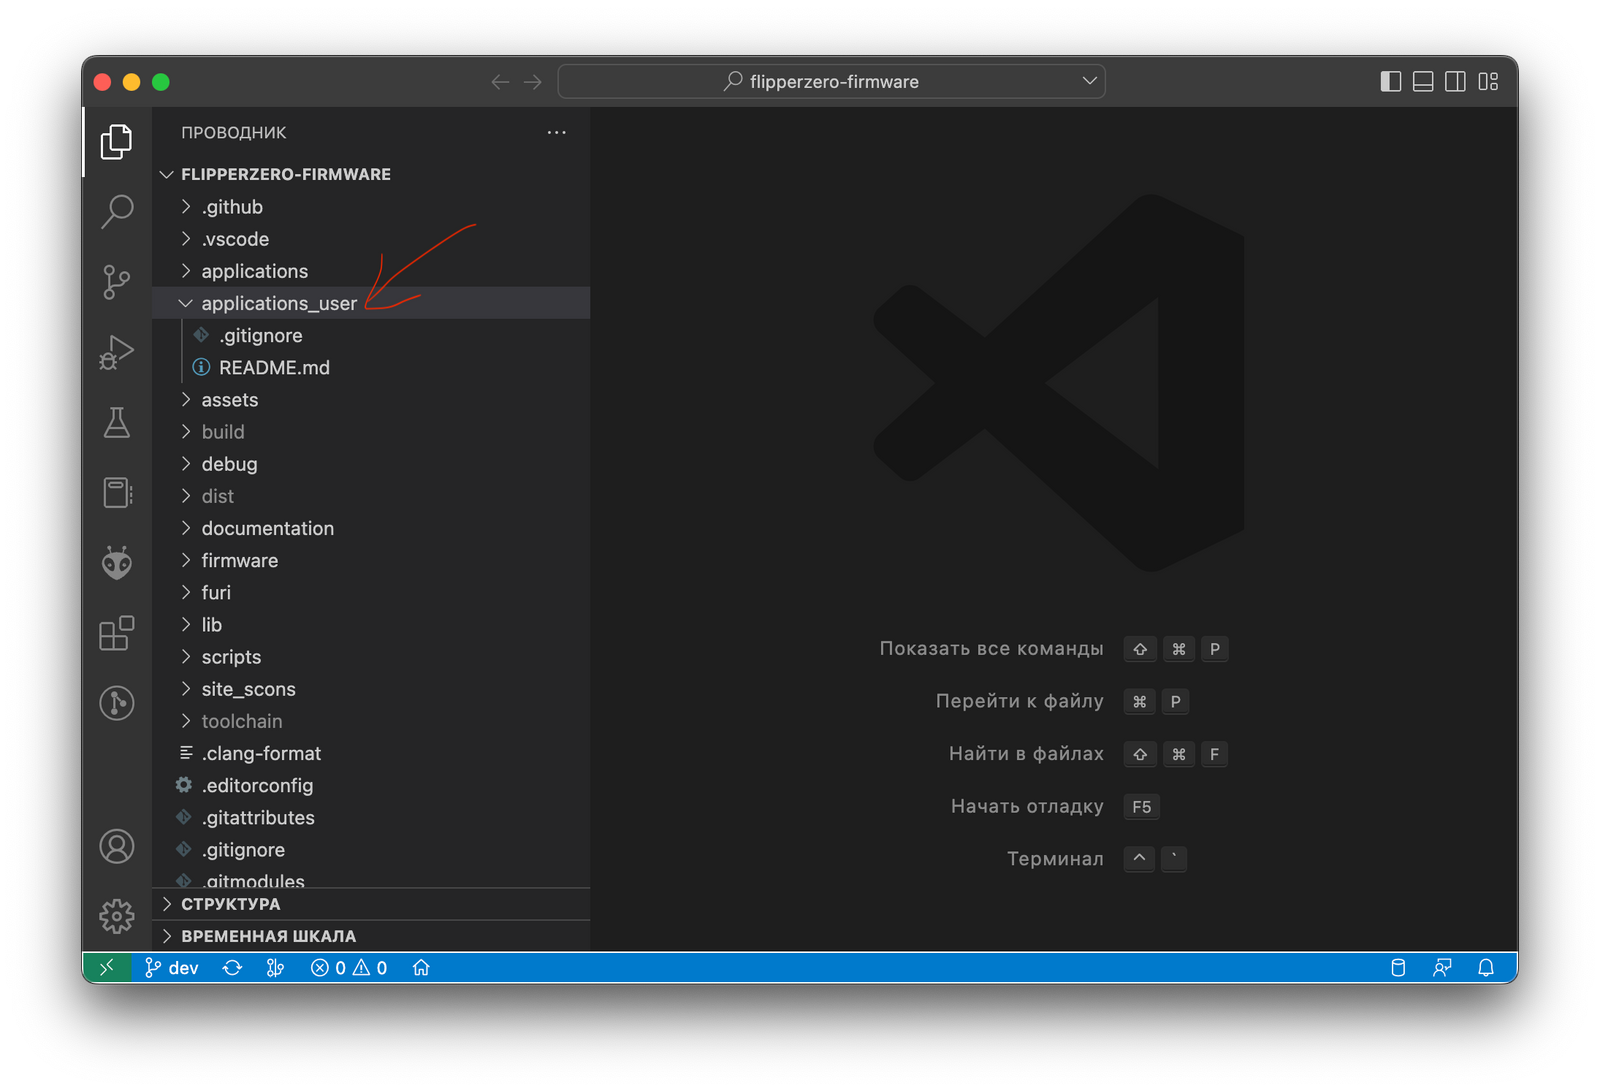 flipperzero-firmware
ПРОВОДНИК
FLIPPERZERO-FIRMWARE
.github
.vscode
applications
applications_user
.gitignore
README.md
assets
build
debug
dist
documentation
firmware
furi
lib
scripts
site_scons
toolchain
.clang-format
.editorconfig
.gitattributes
.gitignore
.gitmodules
СТРУКТУРА
ВРЕМЕННАЯ ШКАЛА
Показать все команды ⇧ ⌘ P
Перейти к файлу ⌘ P
Найти в файлах ⇧ ⌘ F
Начать отладку F5
Терминал ^ `
dev 0 0